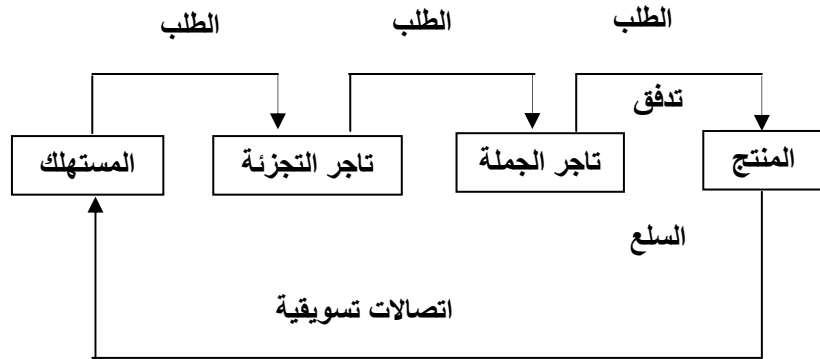 الطلب الطلب الطلب
تدفق
المنتج تاجر الجملة تاجر التجزئة المستهلك
السلع
اتصالات تسويقية